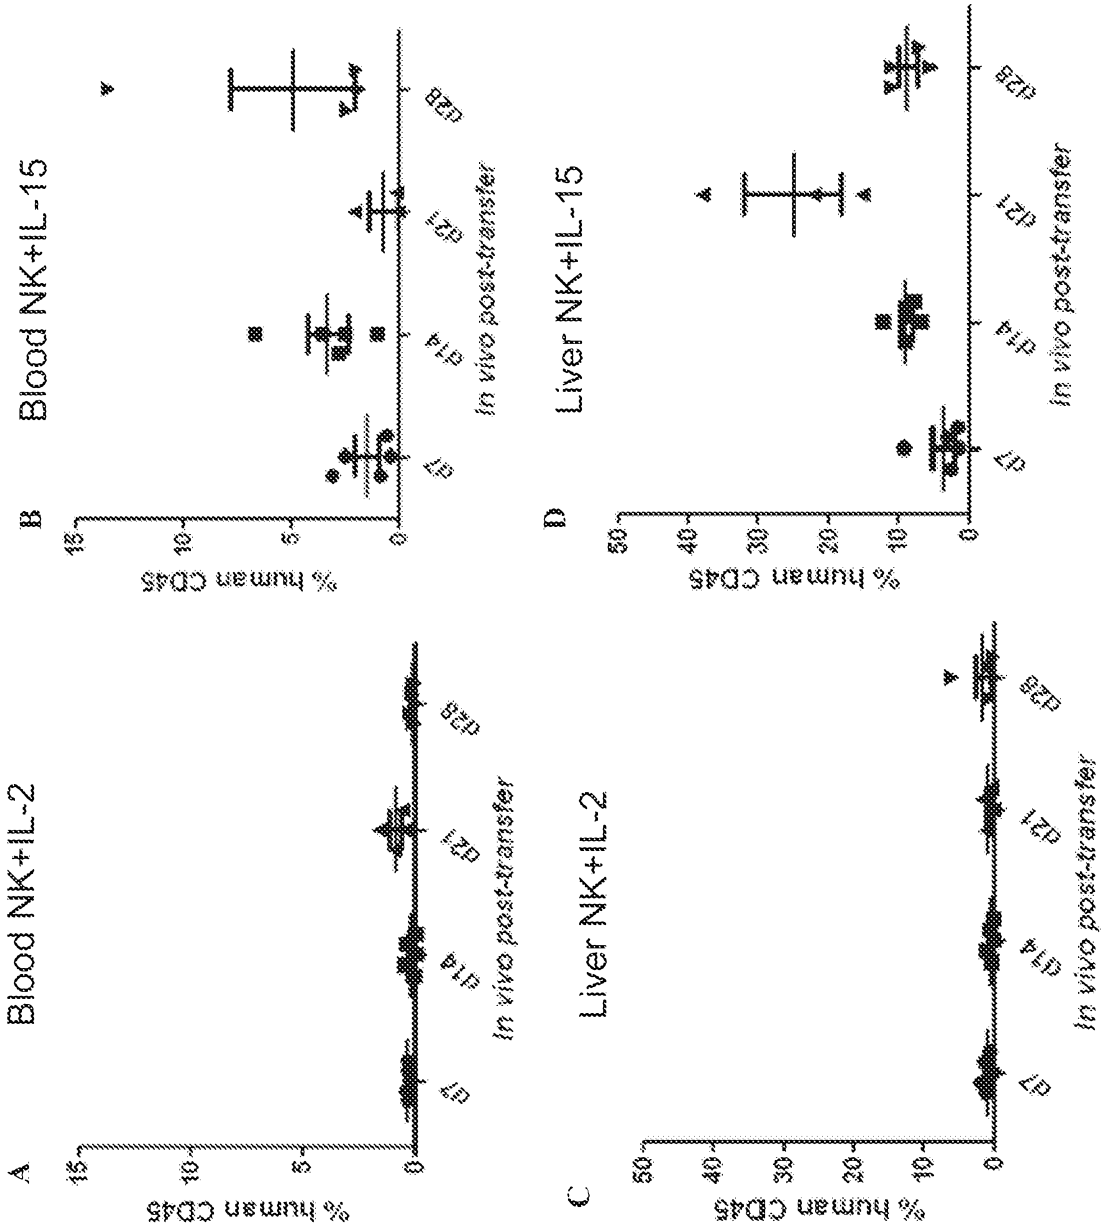 A
Blood NK+IL-2
% human CD45
15
10
5
0
d7
d14
d21
d28
In vivo post-transfer
B
Blood NK+IL-15
% human CD45
15
10
5
0
d7
d14
d21
d28
In vivo post-transfer
C
Liver NK+IL-2
% human CD45
50
40
30
20
10
0
d7
d14
d21
d28
In vivo post-transfer
D
Liver NK+IL-15
% human CD45
50
40
30
20
10
0
d7
d14
d21
d28
In vivo post-transfer